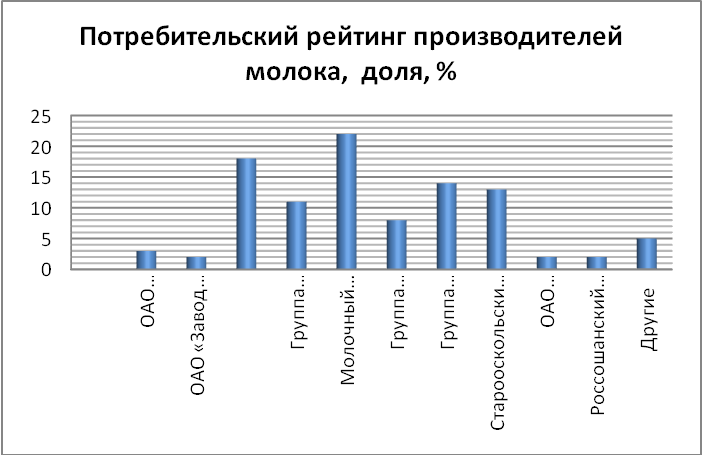 Потребительский рейтинг производителей
молока,  доля, %
25
20
15
10
5
0
ОАО…
ОАО «Завод…
Группа…
Молочный…
Группа…
Группа…
Старооскольски…
ОАО…
Россошанский…
Другие